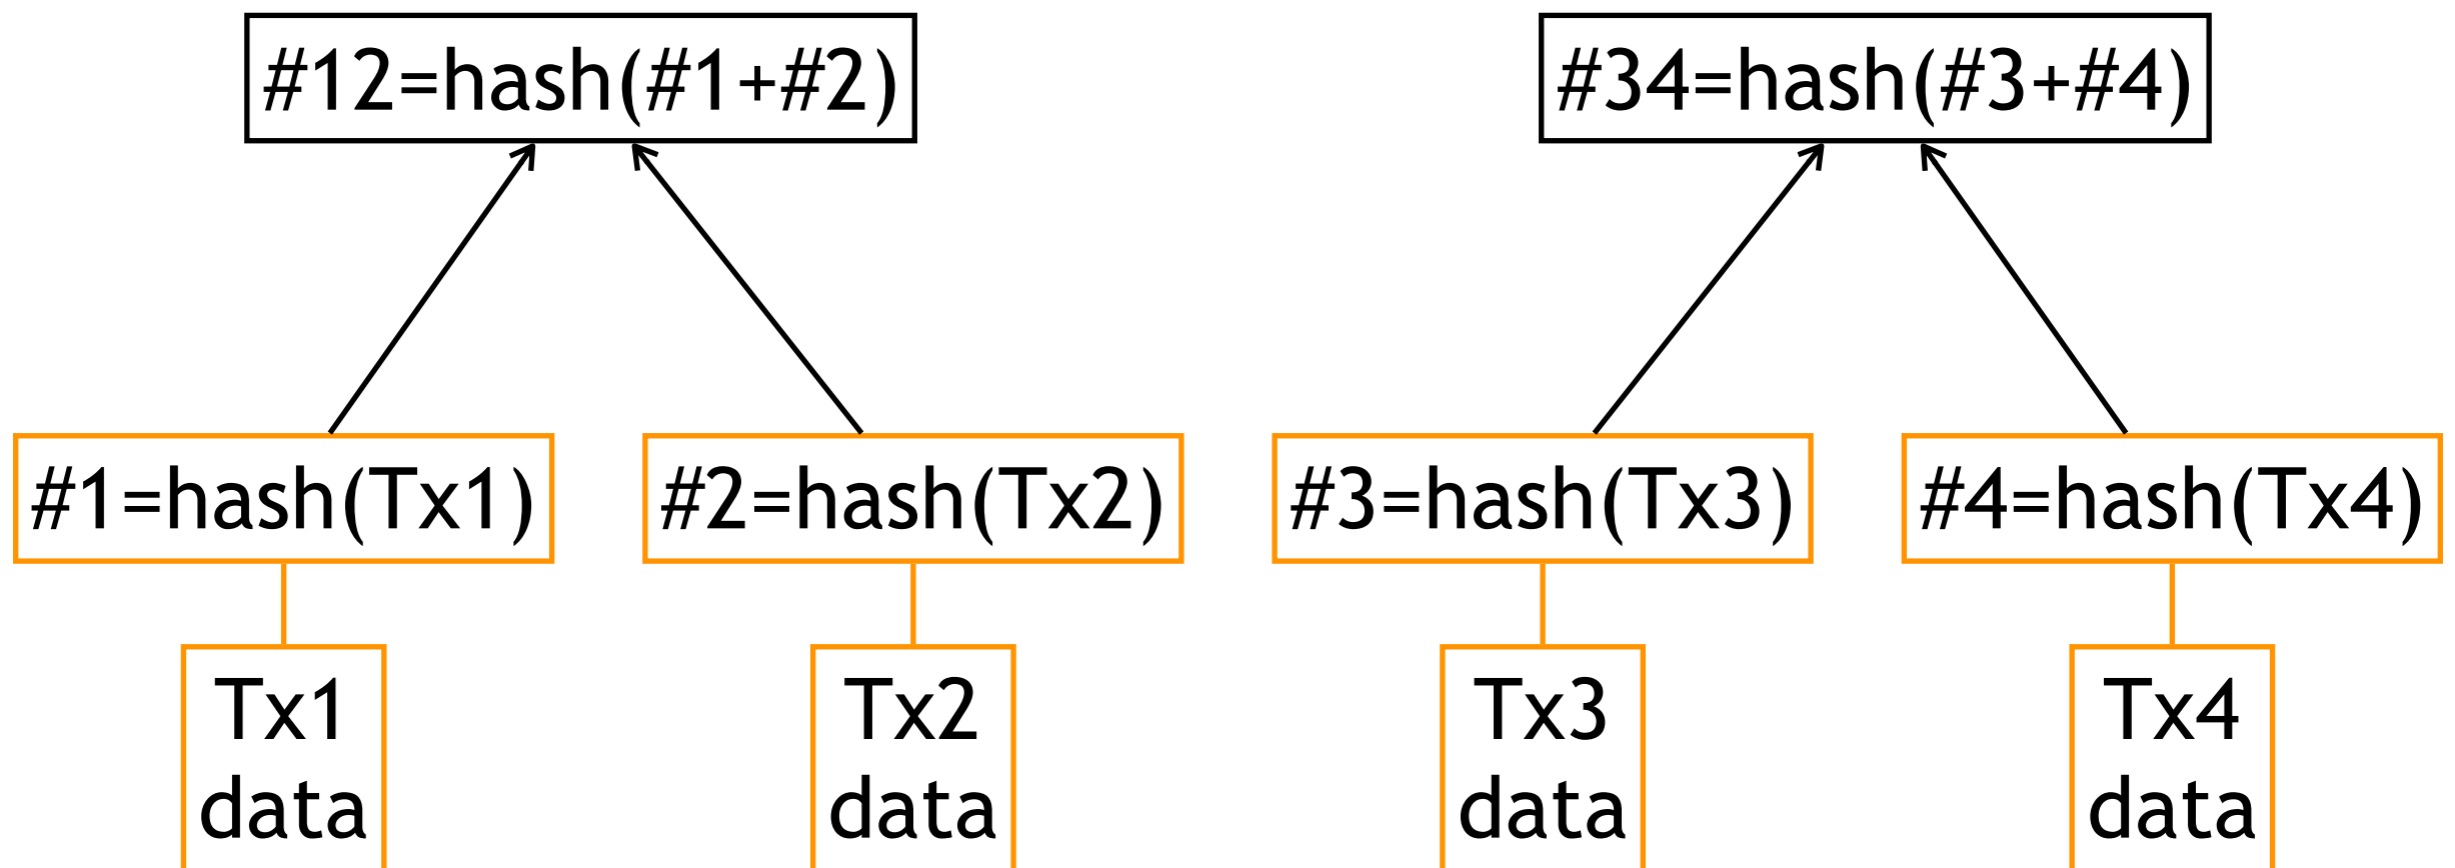 #12=hash(#1+#2)
#34=hash(#3+#4)
#1=hash(Tx1)
#2=hash(Tx2)
#3=hash(Tx3)
#4=hash(Tx4)
Tx1
data
Tx2
data
Tx3
data
Tx4
data